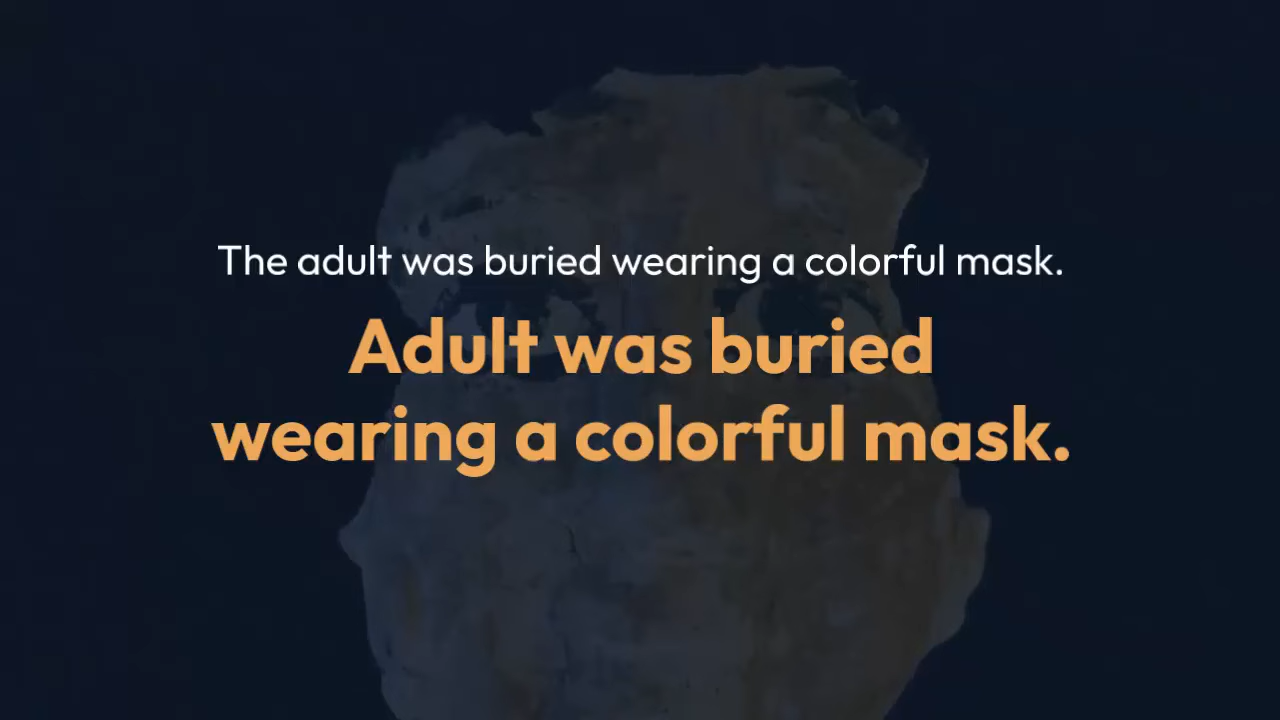 The adult was buried wearing a colorful mask.
Adult was buried
wearing a colorful mask.